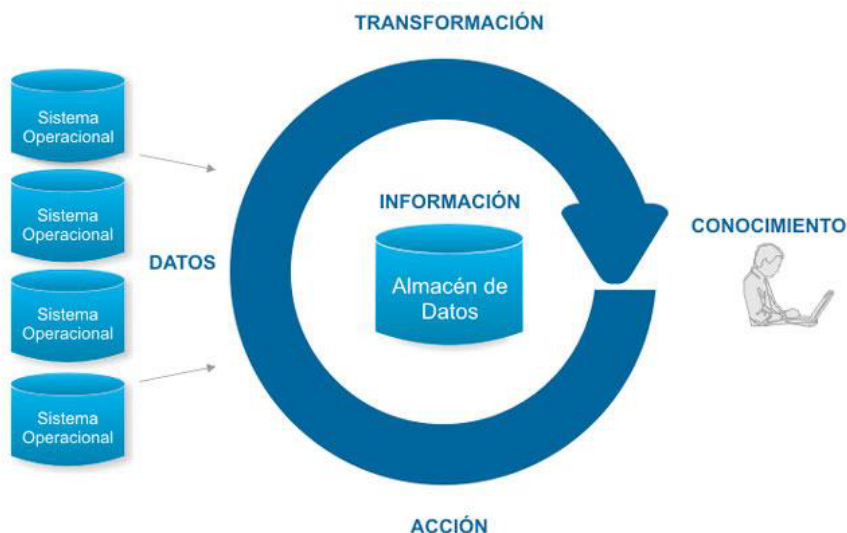 TRANSFORMACIÓN
Sistema
Operacional
Sistema
Operacional
Sistema
Operacional
Sistema
Operacional
DATOS
INFORMACIÓN
Almacén de
Datos
CONOCIMIENTO
ACCIÓN